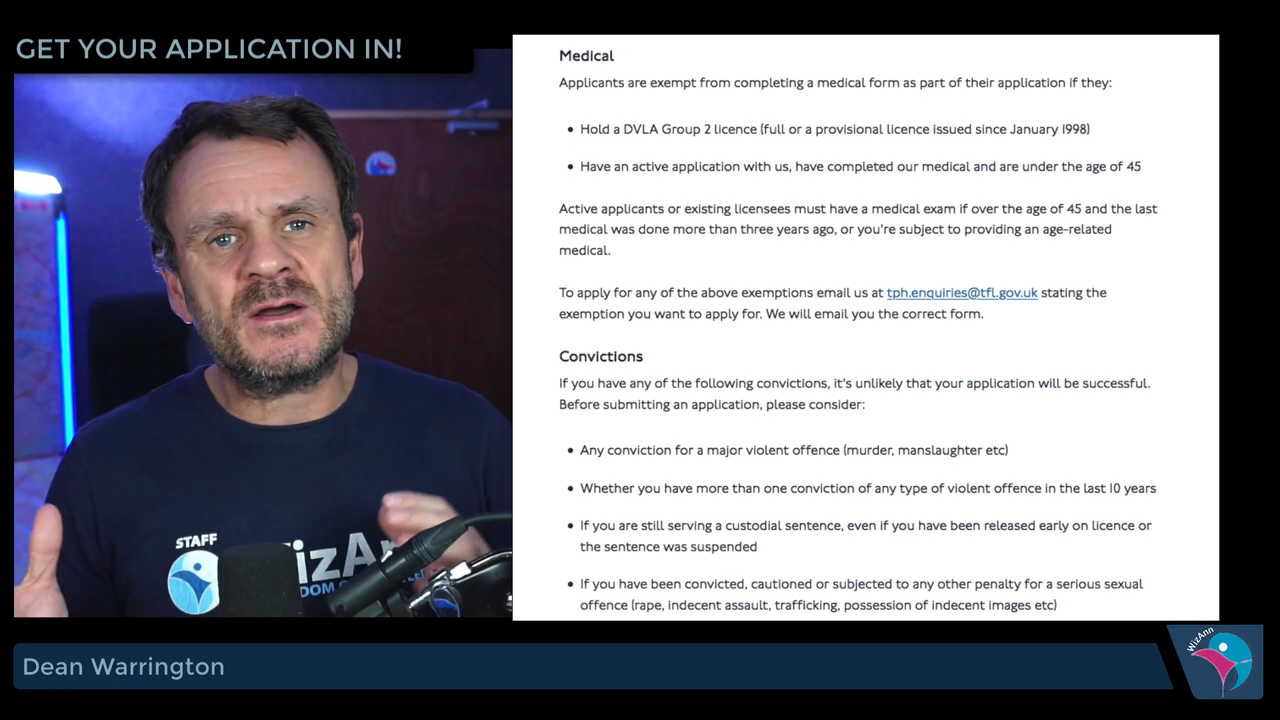 GET YOUR APPLICATION IN!
Medical
Applicants are exempt from completing a medical form as part of their application if they:
• Hold a DVLA Group 2 licence (full or a provisional licence issued since January 1998)
• Have an active application with us, have completed our medical and are under the age of 45
Active applicants or existing licensees must have a medical exam if over the age of 45 and the last
medical was done more than three years ago, or you're subject to providing an age-related
medical.
To apply for any of the above exemptions email us at tph.enquiries@tfl.gov.uk stating the
exemption you want to apply for. We will email you the correct form.
Convictions
If you have any of the following convictions, it's unlikely that your application will be successful.
Before submitting an application, please consider:
• Any conviction for a major violent offence (murder, manslaughter etc)
• Whether you have more than one conviction of any type of violent offence in the last 10 years
• If you are still serving a custodial sentence, even if you have been released early on licence or
the sentence was suspended
• If you have been convicted, cautioned or subjected to any other penalty for a serious sexual
offence (rape, indecent assault, trafficking, possession of indecent images etc)
STAFF
Dean Warrington
WizAnn